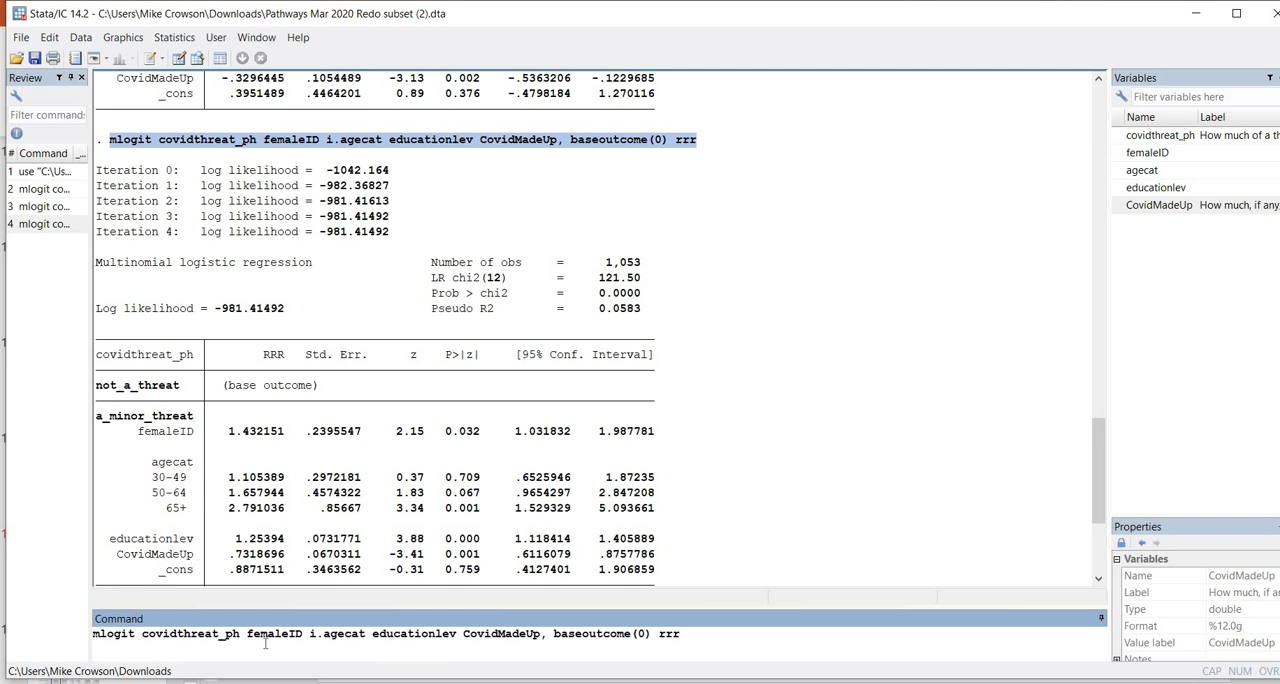 Stata/IC 14.2 - C:\Users\Mike Crowson\Downloads\Pathways Mar 2020 Redo subset (2).dta
File Edit Data Graphics Statistics User Window Help
Review
Filter commands
# Command _...
1 use "C:\Us...
2 mlogit co...
3 mlogit co...
4 mlogit co...
CovidMadeUp -.3296445 .1054489 -3.13 0.002 -.5363206 -.1229685
_cons .3951489 .4464201 0.89 0.376 -.4798184 1.270116
. mlogit covidthreat_ph femaleID i.agecat educationlev CovidMadeUp, baseoutcome(0) rrr
Iteration 0: log likelihood = -1042.164
Iteration 1: log likelihood = -982.36827
Iteration 2: log likelihood = -981.41613
Iteration 3: log likelihood = -981.41492
Iteration 4: log likelihood = -981.41492
Multinomial logistic regression Number of obs = 1,053
LR chi2(12) = 121.50
Prob > chi2 = 0.0000
Log likelihood = -981.41492 Pseudo R2 = 0.0583
covidthreat_ph RRR Std. Err. z P>|z| [95% Conf. Interval]
not_a_threat (base outcome)
a_minor_threat
femaleID 1.432151 .2395547 2.15 0.032 1.031832 1.987781
agecat
30-49 1.105389 .2972181 0.37 0.709 .6525946 1.87235
50-64 1.657944 .4574322 1.83 0.067 .9654297 2.847208
65+ 2.791036 .85667 3.34 0.001 1.529329 5.093661
educationlev 1.25394 .0731771 3.88 0.000 1.118414 1.405889
CovidMadeUp .7318696 .0670311 -3.41 0.001 .6116079 .8757786
_cons .8871511 .3463562 -0.31 0.759 .4127401 1.906859
Command
mlogit covidthreat_ph femaleID i.agecat educationlev CovidMadeUp, baseoutcome(0) rrr
Variables
Filter variables here
Name Label
covidthreat_ph How much of a th
femaleID
agecat
educationlev
CovidMadeUp How much, if any,
Properties
Variables
Name CovidMadeUp
Label How much, if an
Type double
Format %12.0g
Value label CovidMadeUp
Notes
C:\Users\Mike Crowson\Downloads
CAP NUM OVR